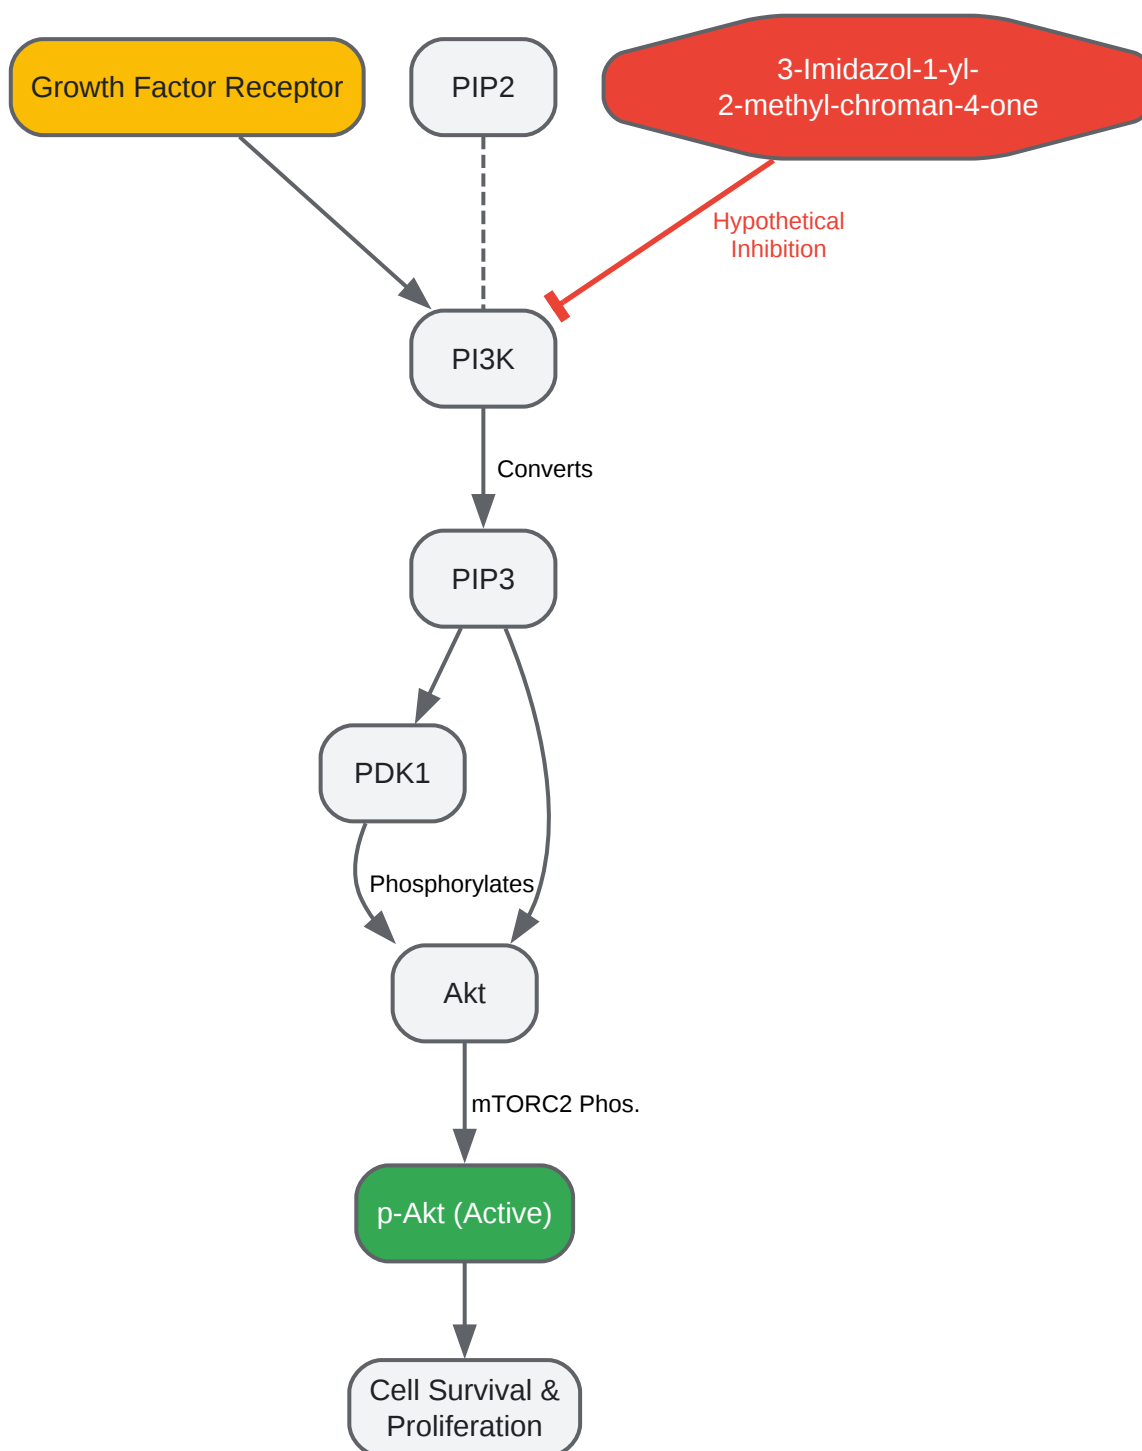 Growth Factor Receptor
PIP2
3-Imidazol-1-yl-
2-methyl-chroman-4-one
Hypothetical
Inhibition
PI3K
Converts
PIP3
PDK1
Phosphorylates
Akt
mTORC2 Phos.
p-Akt (Active)
Cell Survival &
Proliferation